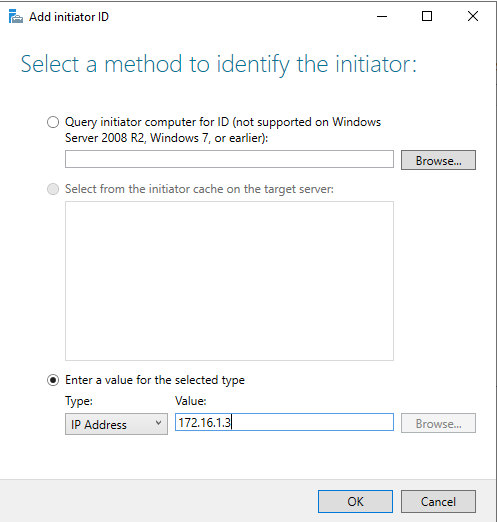 Add initiator ID
Select a method to identify the initiator:
Query initiator computer for ID (not supported on Windows
Server 2008 R2, Windows 7, or earlier):
Browse...
Select from the initiator cache on the target server:
Enter a value for the selected type
Type: Value:
IP Address 172.16.1.3 Browse...
OK Cancel